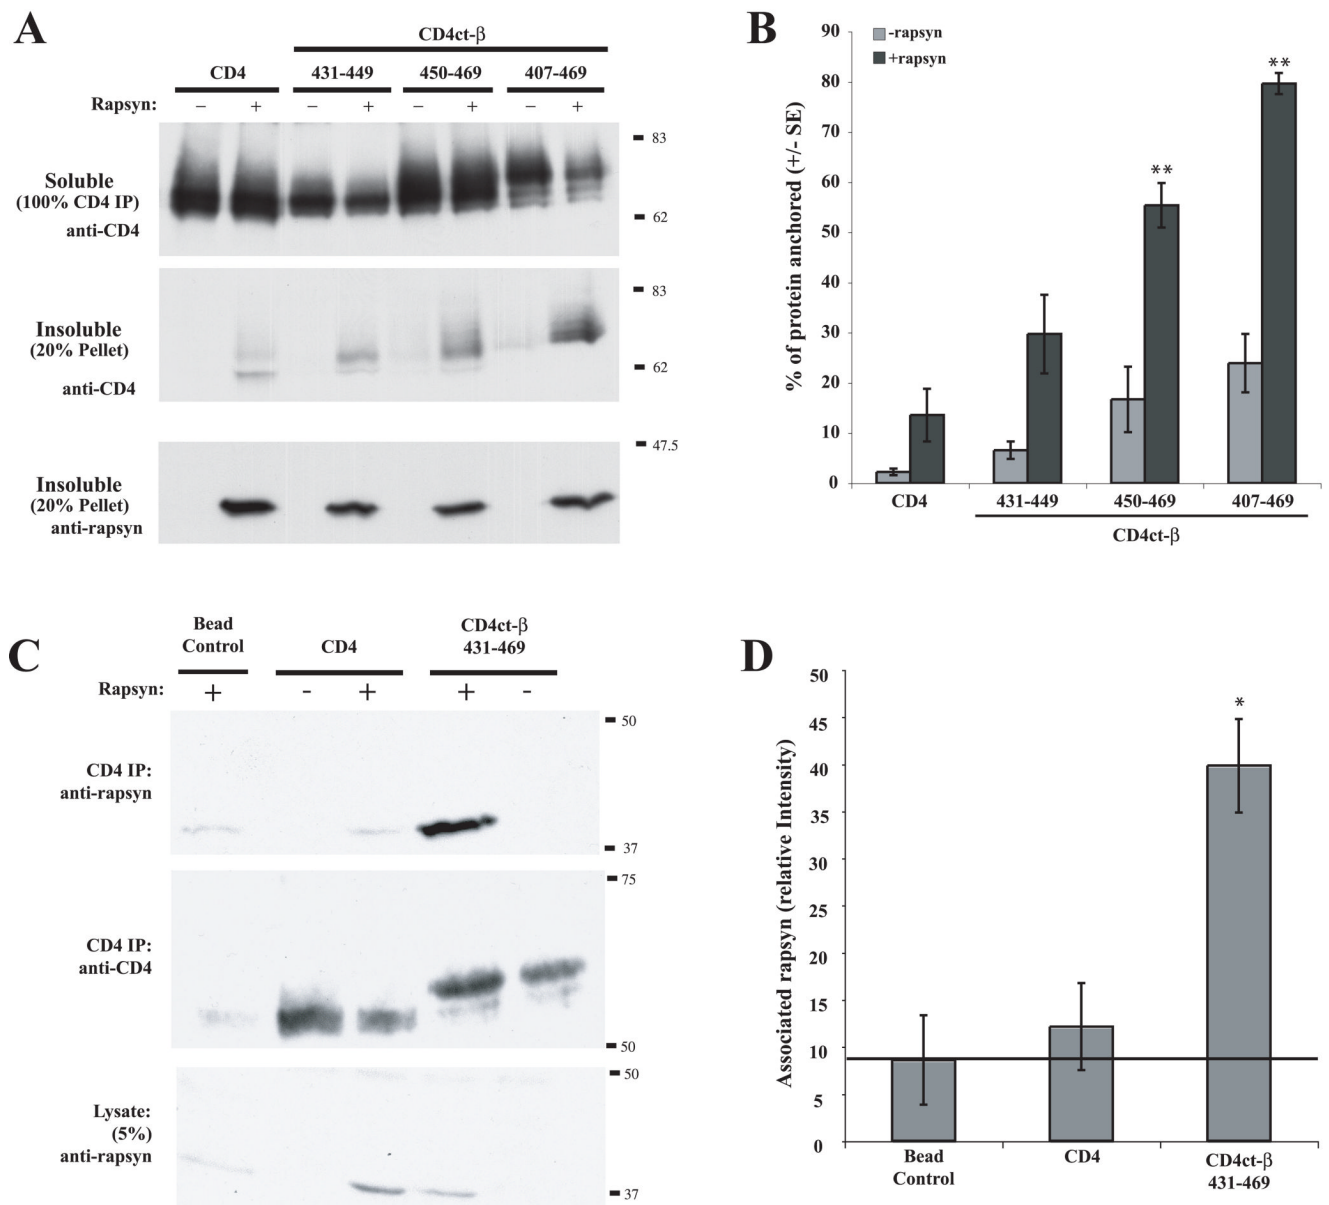 A
CD4ct-β
CD4 431-449 450-469 407-469
Rapsyn: – + – + – + – +
83
Soluble
(100% CD4 IP)
anti-CD4
62
83
Insoluble
(20% Pellet)
anti-CD4
62
47.5
Insoluble
(20% Pellet)
anti-rapsyn
B
-rapsyn
+rapsyn
% of protein anchored (+/- SE)
90
80
70
60
50
40
30
20
10
0
**
**
CD4 431-449 450-469 407-469
CD4ct-β
C
Bead
Control
CD4
CD4ct-β
431-469
Rapsyn: + - + + -
50
CD4 IP:
anti-rapsyn
37
75
CD4 IP:
anti-CD4
50
50
Lysate:
(5%)
anti-rapsyn
37
D
Associated rapsyn (relative Intensity)
50
45
40
35
30
25
20
15
10
5
0
*
Bead
Control
CD4
CD4ct-β
431-469